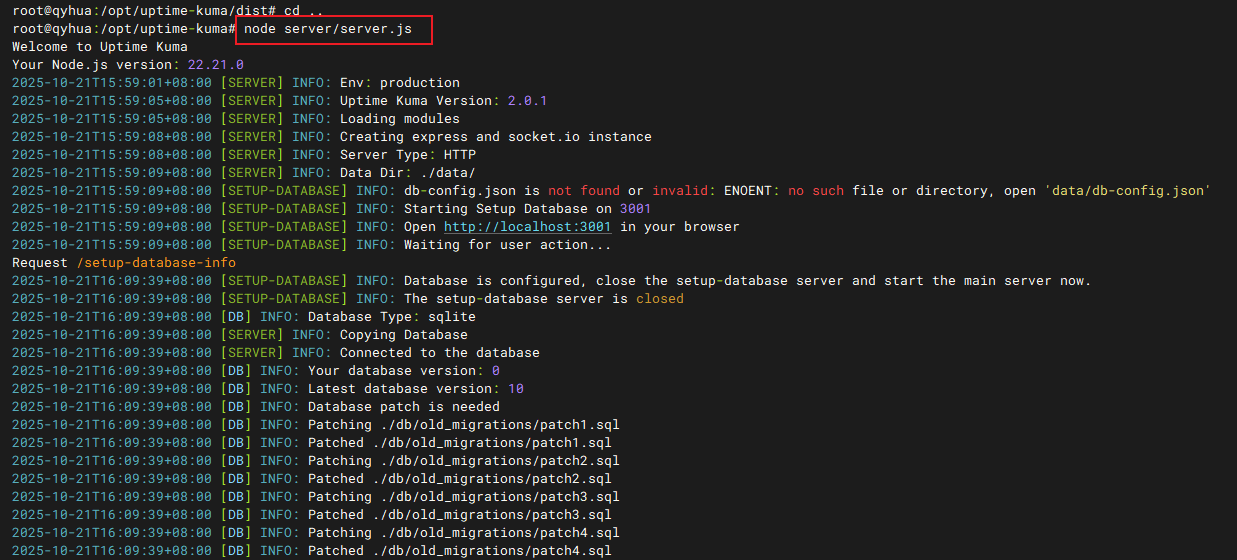 root@qyhua:/opt/uptime-kuma/dist# cd ..
root@qyhua:/opt/uptime-kuma# node server/server.js
Welcome to Uptime Kuma
Your Node.js version: 22.21.0
2025-10-21T15:59:01+08:00 [SERVER] INFO: Env: production
2025-10-21T15:59:05+08:00 [SERVER] INFO: Uptime Kuma Version: 2.0.1
2025-10-21T15:59:05+08:00 [SERVER] INFO: Loading modules
2025-10-21T15:59:08+08:00 [SERVER] INFO: Creating express and socket.io instance
2025-10-21T15:59:08+08:00 [SERVER] INFO: Server Type: HTTP
2025-10-21T15:59:09+08:00 [SERVER] INFO: Data Dir: ./data/
2025-10-21T15:59:09+08:00 [SETUP-DATABASE] INFO: db-config.json is not found or invalid: ENOENT: no such file or directory, open 'data/db-config.json'
2025-10-21T15:59:09+08:00 [SETUP-DATABASE] INFO: Starting Setup Database on 3001
2025-10-21T15:59:09+08:00 [SETUP-DATABASE] INFO: Open http://localhost:3001 in your browser
2025-10-21T15:59:09+08:00 [SETUP-DATABASE] INFO: Waiting for user action...
Request /setup-database-info
2025-10-21T16:09:39+08:00 [SETUP-DATABASE] INFO: Database is configured, close the setup-database server and start the main server now.
2025-10-21T16:09:39+08:00 [SETUP-DATABASE] INFO: The setup-database server is closed
2025-10-21T16:09:39+08:00 [DB] INFO: Database Type: sqlite
2025-10-21T16:09:39+08:00 [SERVER] INFO: Copying Database
2025-10-21T16:09:39+08:00 [SERVER] INFO: Connected to the database
2025-10-21T16:09:39+08:00 [DB] INFO: Your database version: 0
2025-10-21T16:09:39+08:00 [DB] INFO: Latest database version: 10
2025-10-21T16:09:39+08:00 [DB] INFO: Database patch is needed
2025-10-21T16:09:39+08:00 [DB] INFO: Patching ./db/old_migrations/patch1.sql
2025-10-21T16:09:39+08:00 [DB] INFO: Patched ./db/old_migrations/patch1.sql
2025-10-21T16:09:39+08:00 [DB] INFO: Patching ./db/old_migrations/patch2.sql
2025-10-21T16:09:39+08:00 [DB] INFO: Patched ./db/old_migrations/patch2.sql
2025-10-21T16:09:39+08:00 [DB] INFO: Patching ./db/old_migrations/patch3.sql
2025-10-21T16:09:39+08:00 [DB] INFO: Patched ./db/old_migrations/patch3.sql
2025-10-21T16:09:39+08:00 [DB] INFO: Patching ./db/old_migrations/patch4.sql
2025-10-21T16:09:39+08:00 [DB] INFO: Patched ./db/old_migrations/patch4.sql